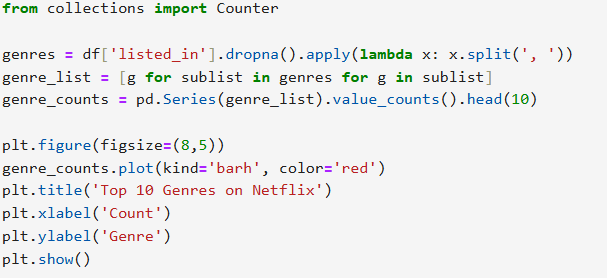 from collections import Counter
genres = df['listed_in'].dropna().apply(lambda x: x.split(', '))
genre_list = [g for sublist in genres for g in sublist]
genre_counts = pd.Series(genre_list).value_counts().head(10)
plt.figure(figsize=(8,5))
genre_counts.plot(kind='barh', color='red')
plt.title('Top 10 Genres on Netflix')
plt.xlabel('Count')
plt.ylabel('Genre')
plt.show()